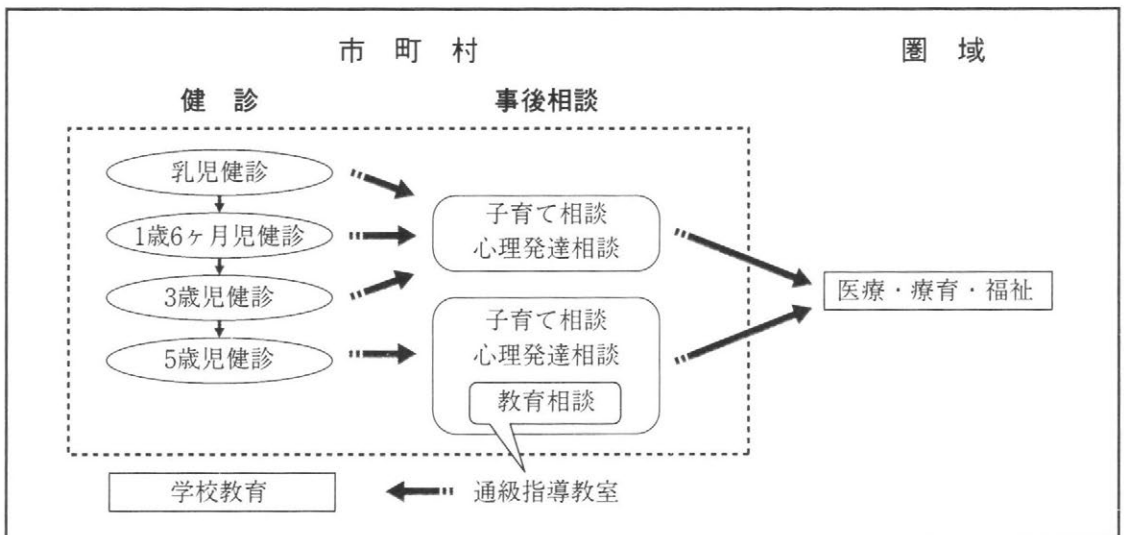 市 町 村
圏 域
健 診
事後相談
乳児健診
1歳6ヶ月児健診
3歳児健診
5歳児健診
子育て相談
心理発達相談
子育て相談
心理発達相談
教育相談
医療・療育・福祉
学校教育
通級指導教室